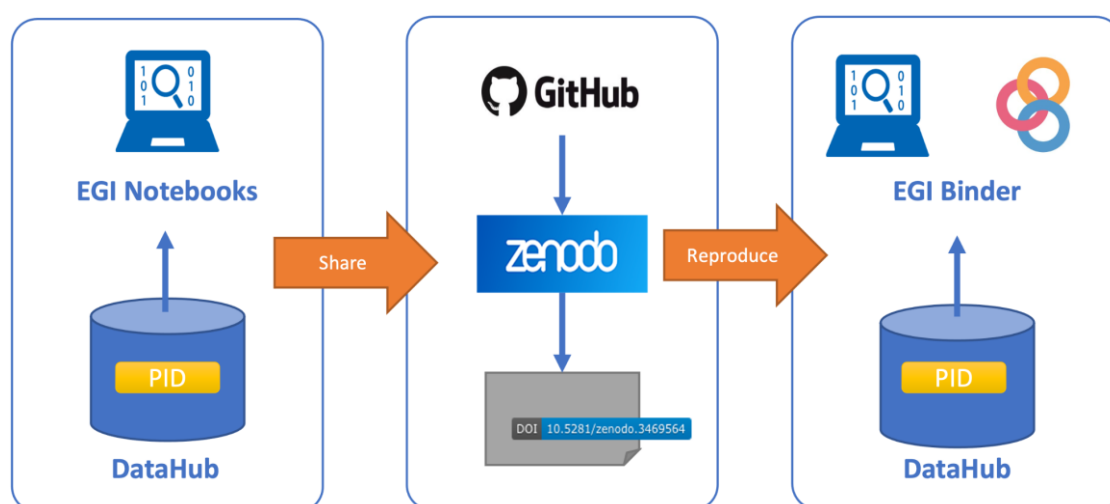 EGI Notebooks
PID
DataHub
Share
GitHub
zenodo
DOI 10.5281/zenodo.3469564
Reproduce
EGI Binder
PID
DataHub